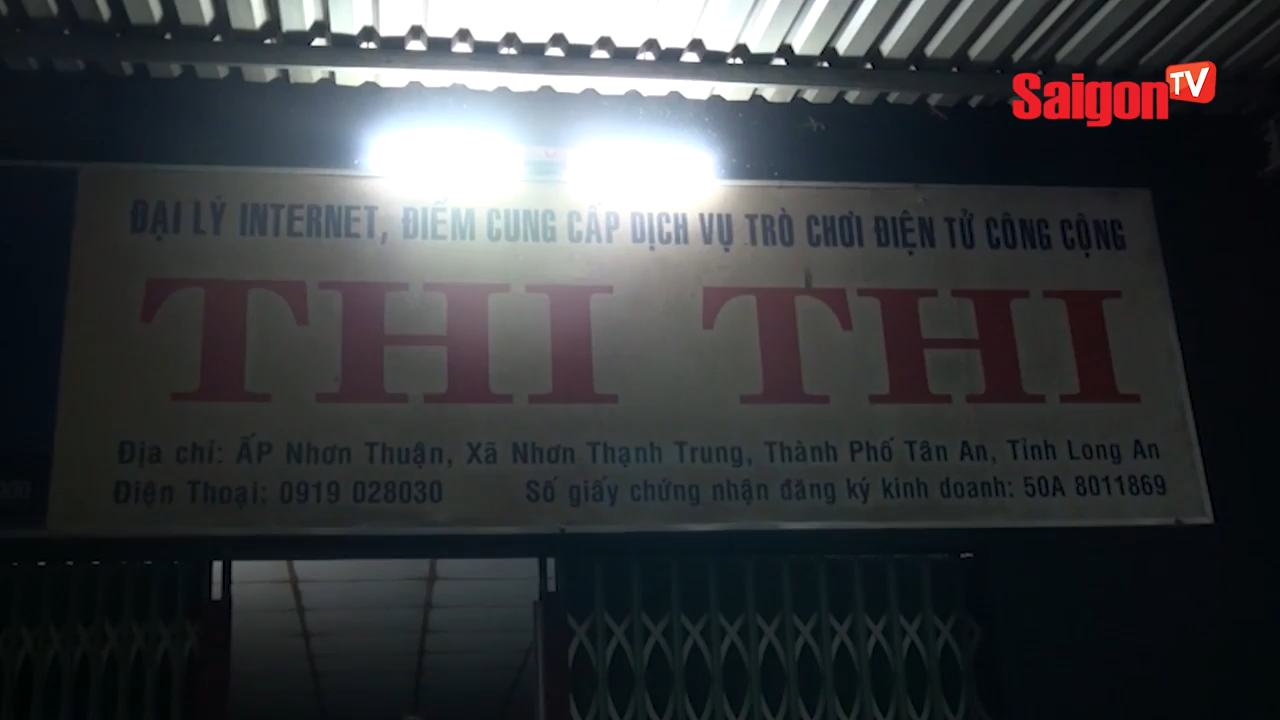 Saigon TV
ĐẠI LÝ INTERNET, ĐIỂM CUNG CẤP DỊCH VỤ TRÒ CHƠI ĐIỆN TỬ CÔNG CỘNG
THI THI
Địa chỉ: ẤP Nhơn Thuận, Xã Nhơn Thạnh Trung, Thành Phố Tân An, Tỉnh Long An
Điện Thoại: 0919 028030 Số giấy chứng nhận đăng ký kinh doanh: 50A 8011869